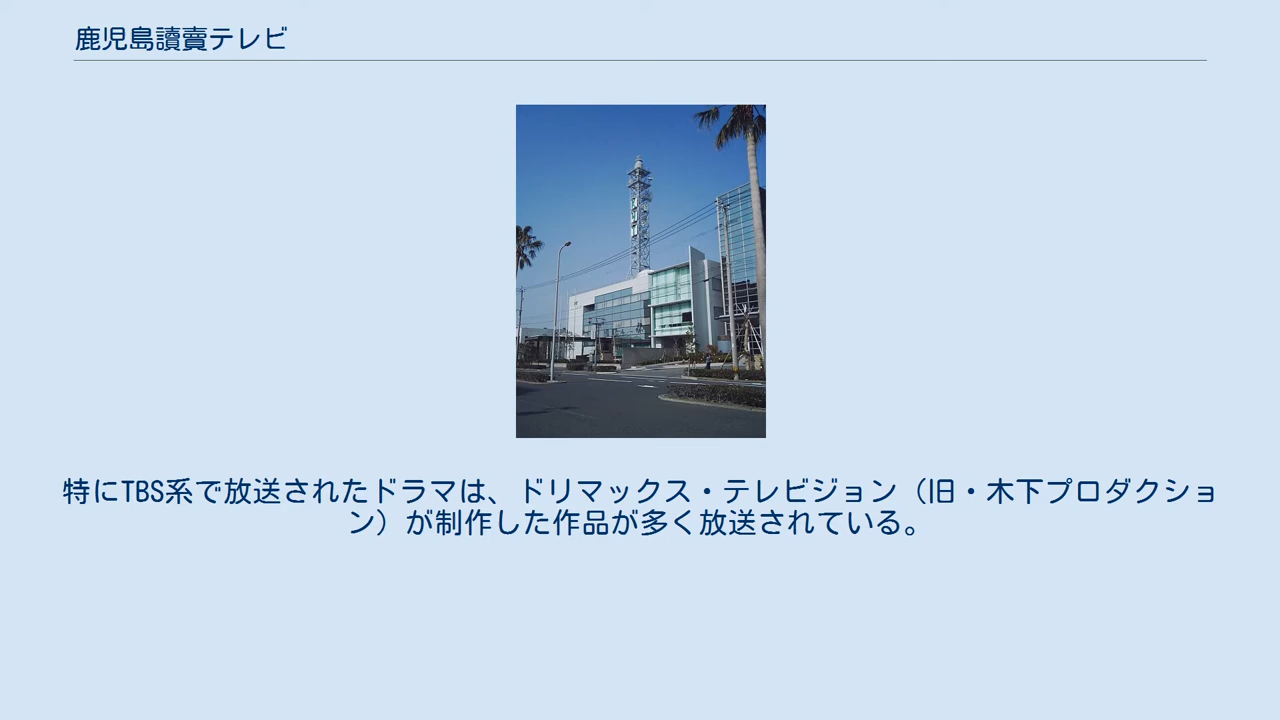 鹿児島讀賣テレビ
特にTBS系で放送されたドラマは、ドリマックス・テレビジョン（旧・木下プロダクショ
ン）が制作した作品が多く放送されている。